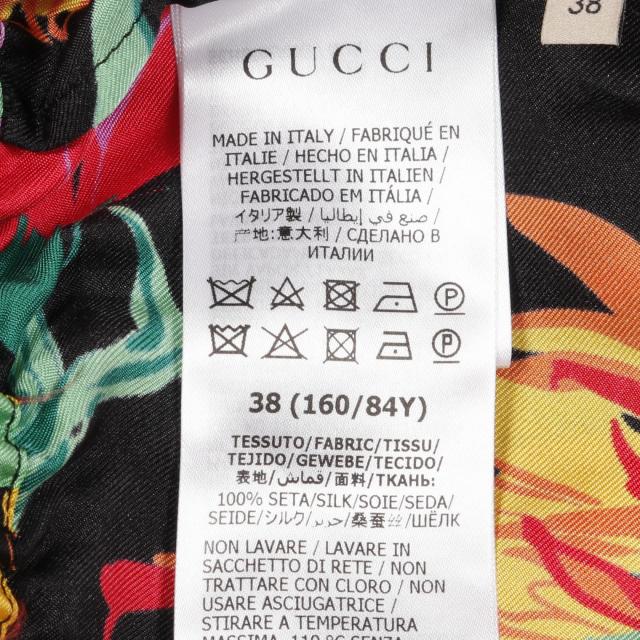 38
GUCCI
MADE IN ITALY / FABRIQUÉ EN
ITALIE / HECHO EN ITALIA /
HERGESTELLT IN ITALIEN /
FABRICADO EM ITÁLIA /
イタリア製 / صنع في إيطاليا /
产地:意大利 / СДЕЛАНО В
ИТАЛИИ
P
P
38 (160/84Y)
TESSUTO/FABRIC/TISSU/
TEJIDO/GEWEBE/TECIDO/
表地/قماش/面料/ТКАНЬ:
100% SETA/SILK/SOIE/SEDA/
SEIDE/シルク/حرير/桑蚕丝/ШЁЛК
NON LAVARE / LAVARE IN
SACCHETTO DI RETE / NON
TRATTARE CON CLORO / NON
USARE ASCIUGATRICE /
STIRARE A TEMPERATURA
MASSIMA 110 °C SENZA